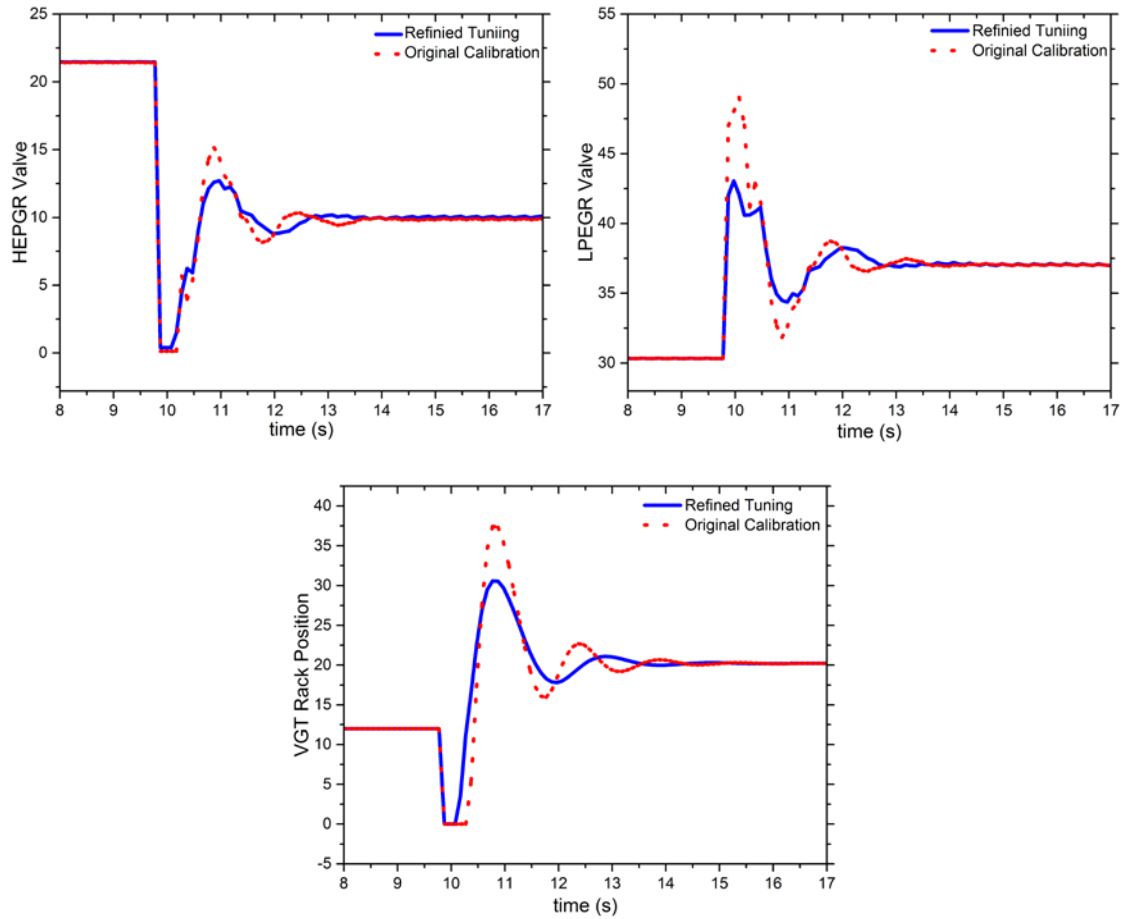 25
20
15
10
5
0
HEPGR Valve
Refinied Tuniing
Original Calibration
8 9 10 11 12 13 14 15 16 17
time (s)
55
50
45
40
35
30
LPEGR Valve
Refinied Tuning
Original Calibration
8 9 10 11 12 13 14 15 16 17
time (s)
40
35
30
25
20
15
10
5
0
-5
VGT Rack Position
Refined Tuning
Original Calibration
8 9 10 11 12 13 14 15 16 17
time (s)